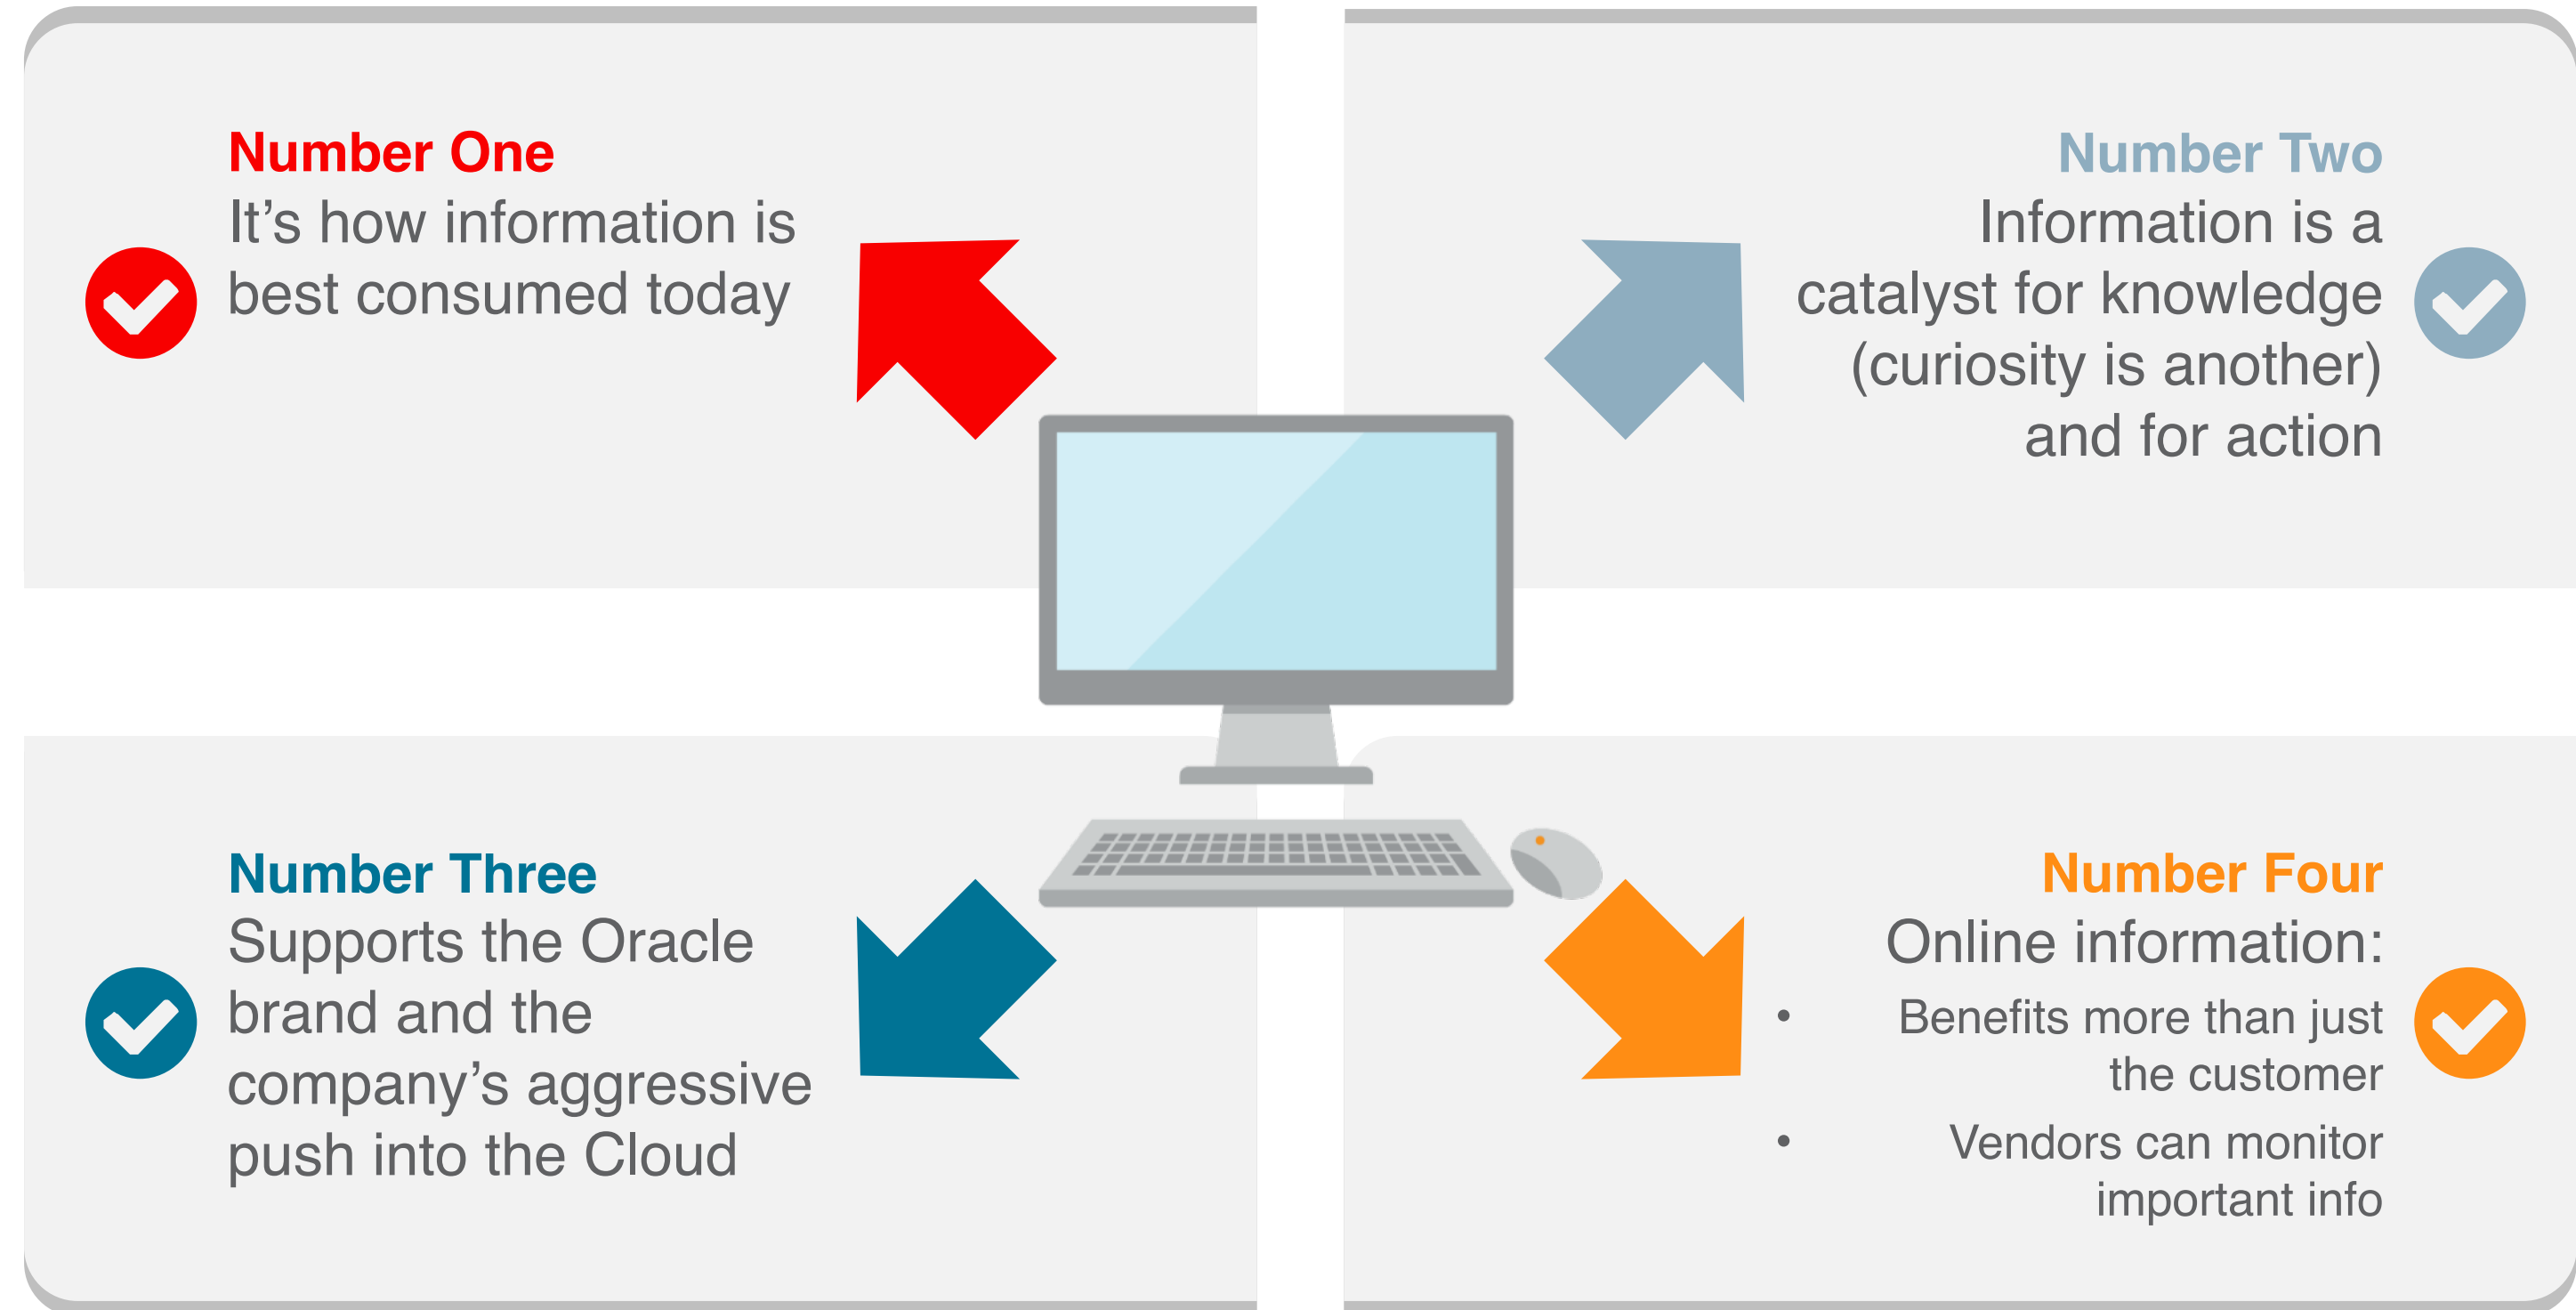 Number One
It’s how information is
best consumed today
Number Two
Information is a
catalyst for knowledge
(curiosity is another)
and for action
Number Three
Supports the Oracle
brand and the
company’s aggressive
push into the Cloud
Number Four
Online information:
• Benefits more than just
the customer
• Vendors can monitor
important info